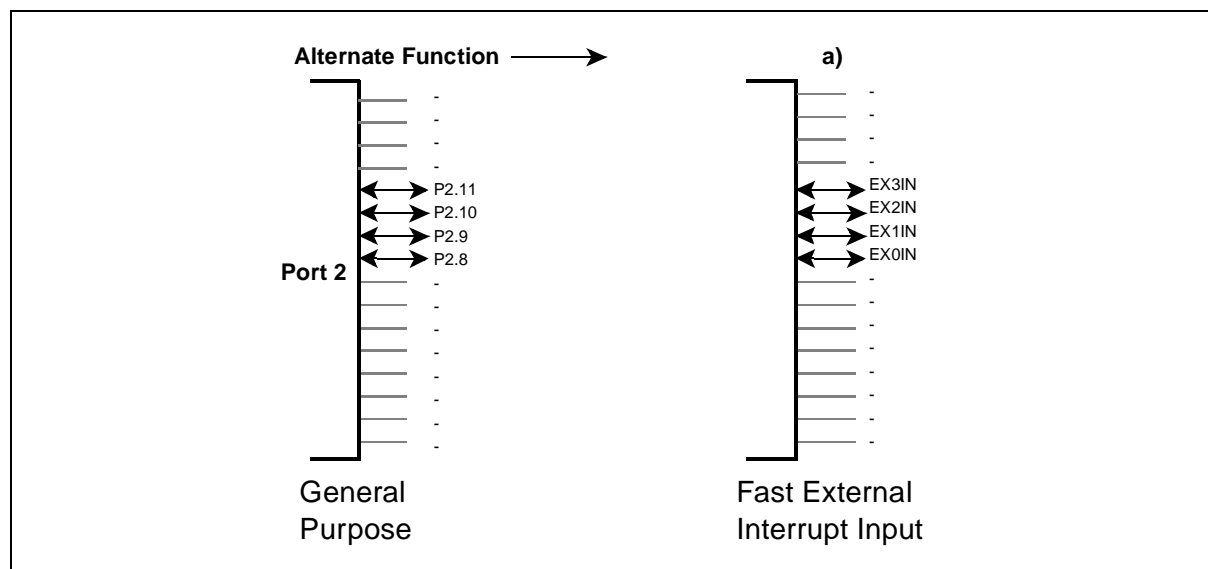 Alternate Function
a)
-
-
-
-
P2.11
P2.10
P2.9
P2.8
Port 2
-
-
-
-
-
-
-
-
General
Purpose
-
-
-
-
EX3IN
EX2IN
EX1IN
EX0IN
-
-
-
-
-
-
-
-
Fast External
Interrupt Input